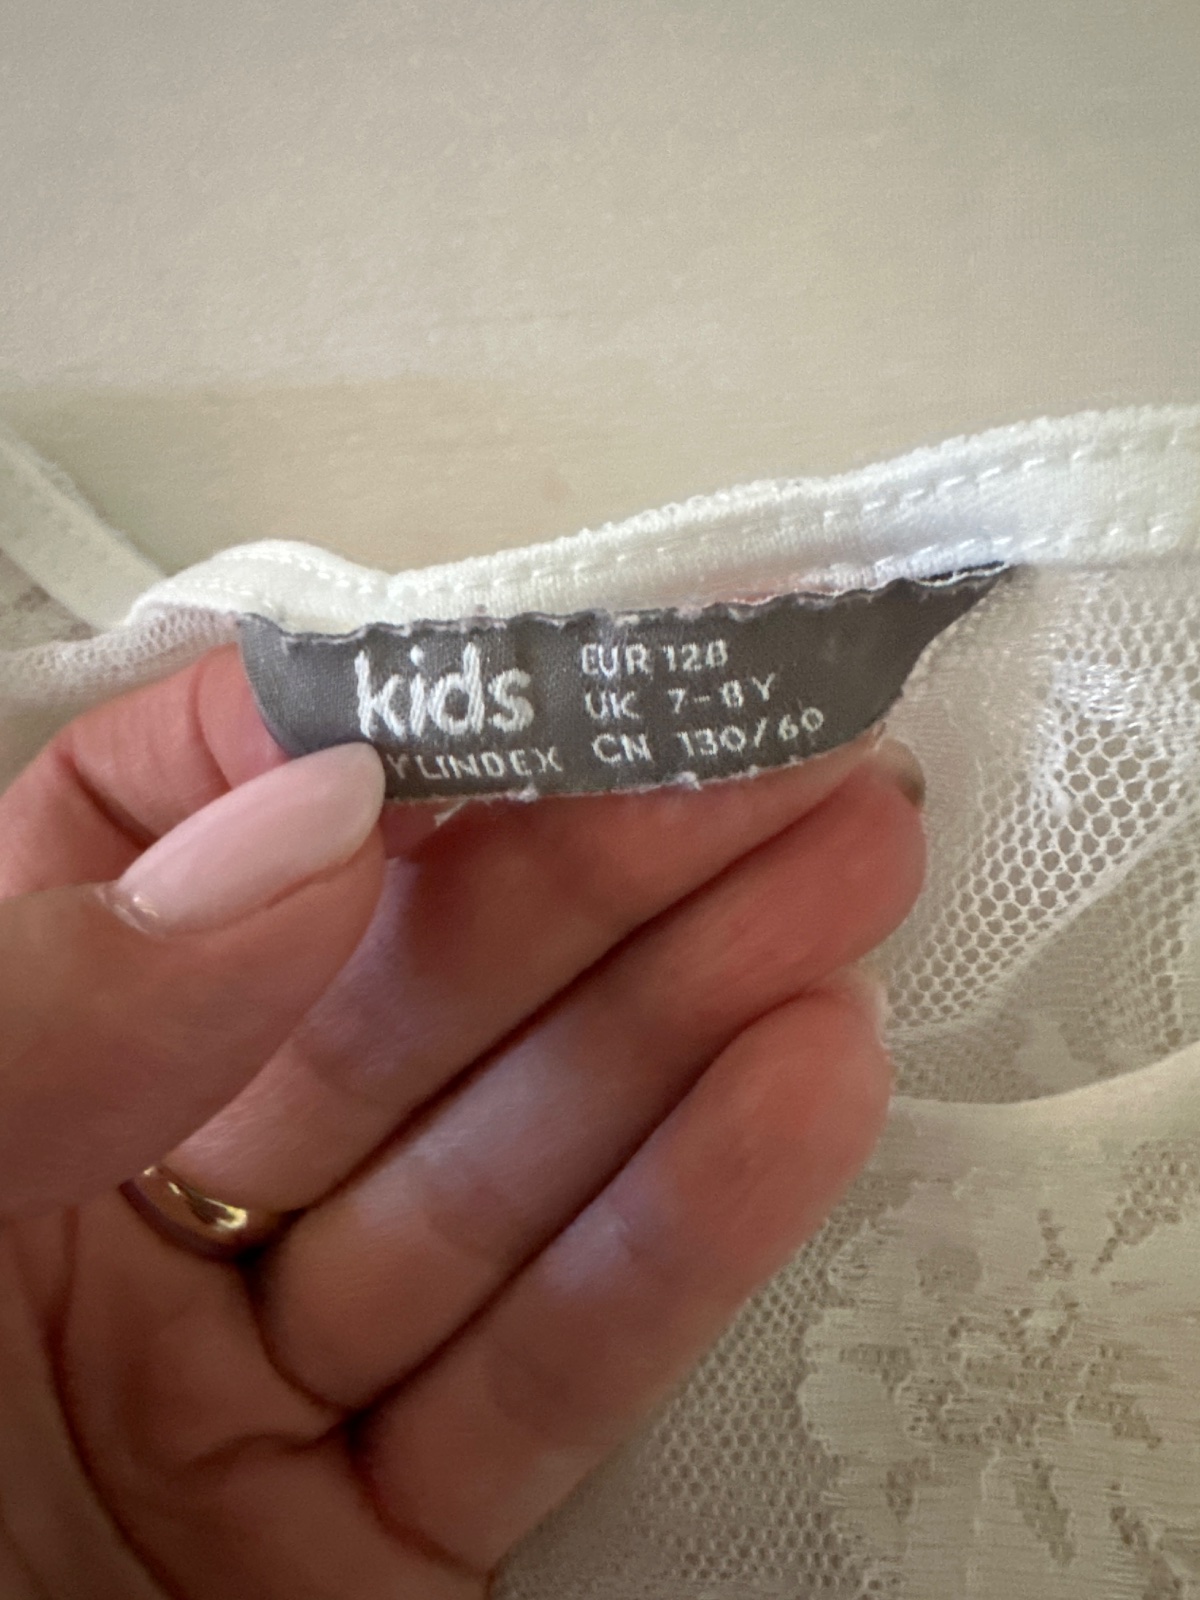 kids
EUR 128
UK 7-8Y
CN 130/60